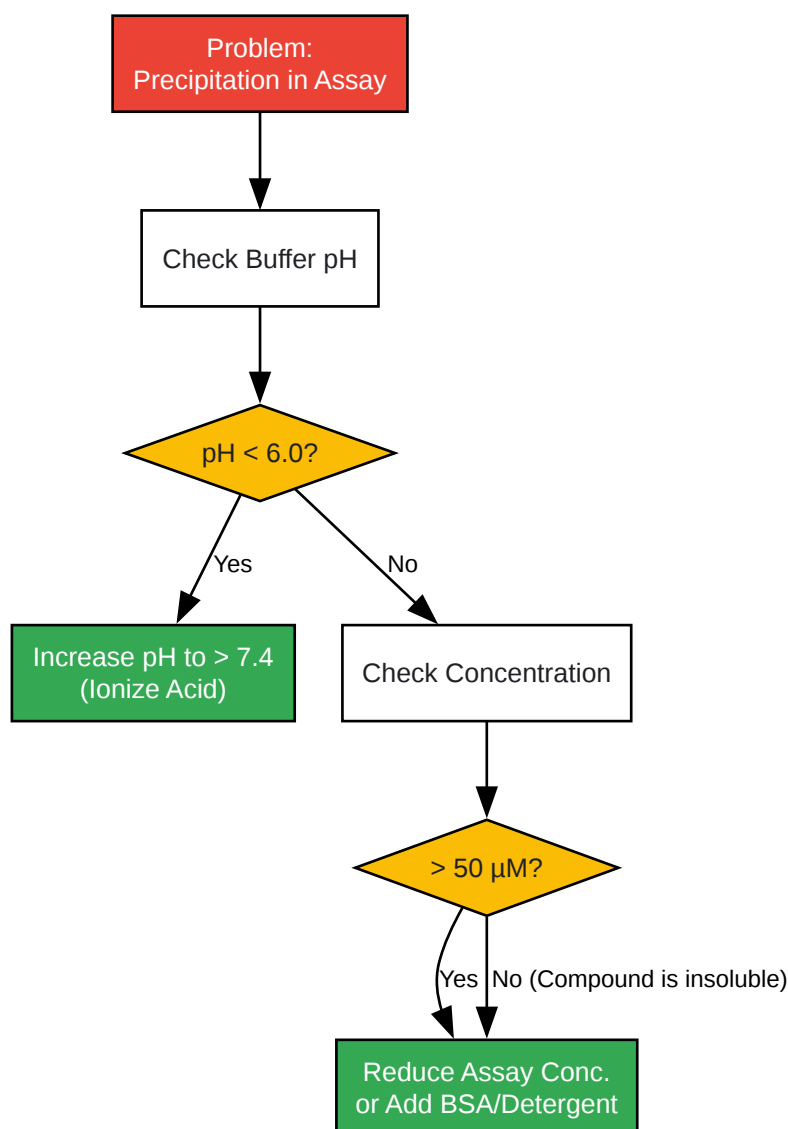 Problem:
Precipitation in Assay
Check Buffer pH
pH < 6.0?
Yes
No
Increase pH to > 7.4
(Ionize Acid)
Check Concentration
> 50 µM?
Yes
No (Compound is insoluble)
Reduce Assay Conc.
or Add BSA/Detergent